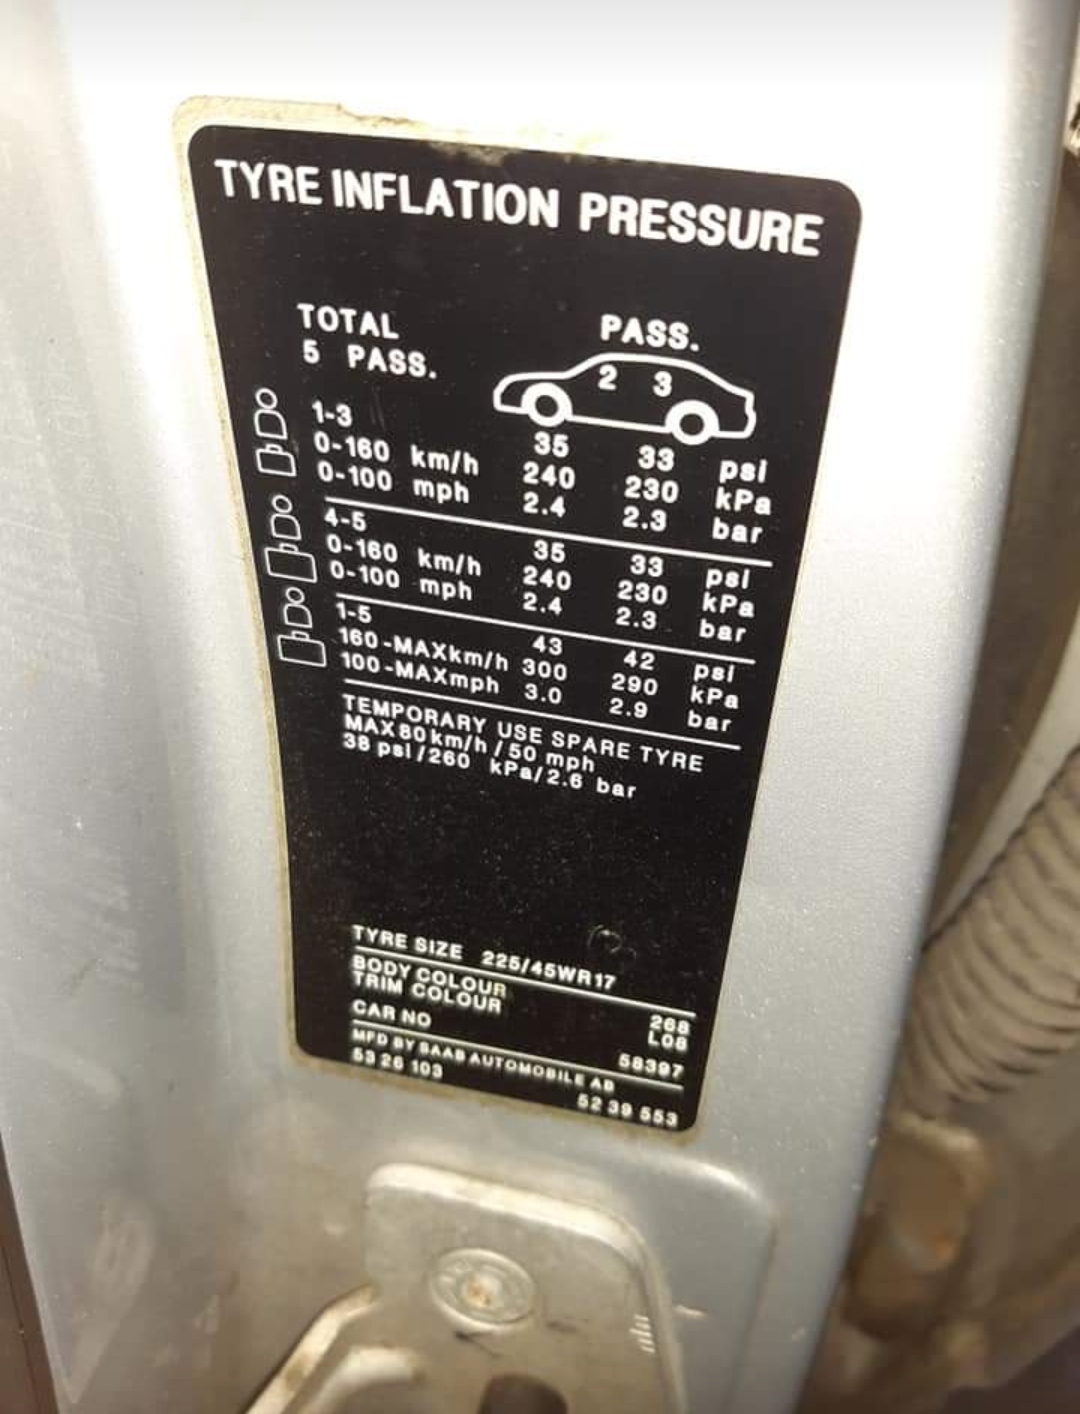 TYRE INFLATION PRESSURE
TOTAL
5 PASS.
PASS.
2 3
1-3 35 33 psi
0-160 km/h 240 230 kPa
0-100 mph 2.4 2.3 bar
4-5 35 33 psi
0-160 km/h 240 230 kPa
0-100 mph 2.4 2.3 bar
1-5 43 42 psi
160-MAXkm/h 300 290 kPa
100-MAXmph 3.0 2.9 bar
TEMPORARY USE SPARE TYRE
MAX 80 km/h / 50 mph
38 psi/260 kPa/2.6 bar
TYRE SIZE 225/45WR17
BODY COLOUR 268
TRIM COLOUR L08
CAR NO 58397
MFD BY SAAB AUTOMOBILE AB
53 26 103 52 39 553